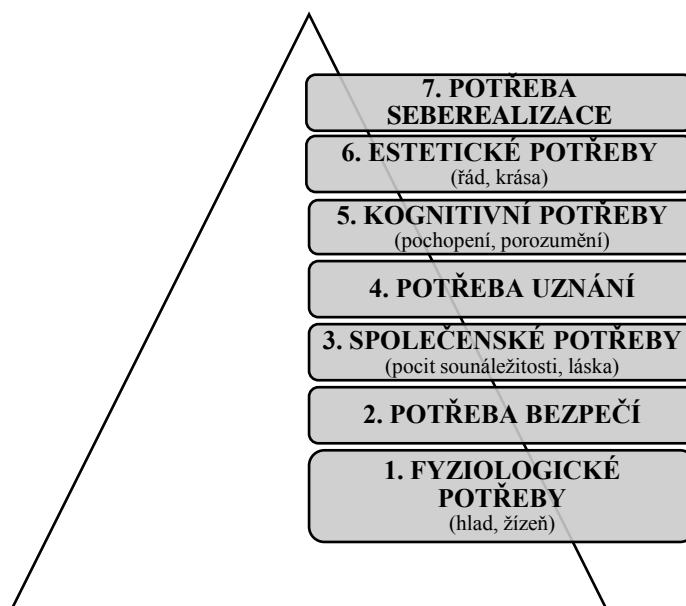 7. POTŘEBA
SEBEREALIZACE
6. ESTETICKÉ POTŘEBY
(řád, krása)
5. KOGNITIVNÍ POTŘEBY
(pochopení, porozumění)
4. POTŘEBA UZNÁNÍ
3. SPOLEČENSKÉ POTŘEBY
(pocit sounáležitosti, láska)
2. POTŘEBA BEZPEČÍ
1. FYZIOLOGICKÉ
POTŘEBY
(hlad, žízeň)